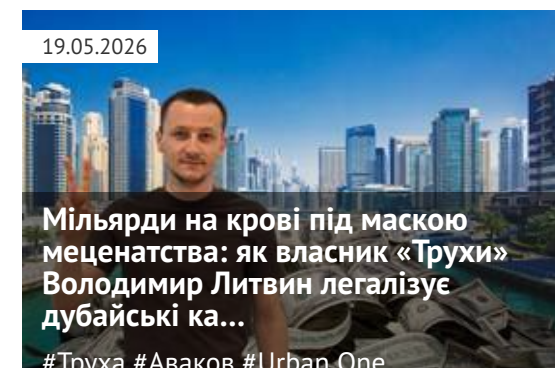 19.05.2026
Мільярди на крові під маскою
меценатства: як власник «Трухи»
Володимир Литвин легалізує
дубайські ка...
#Труха #Аваков #Urban One